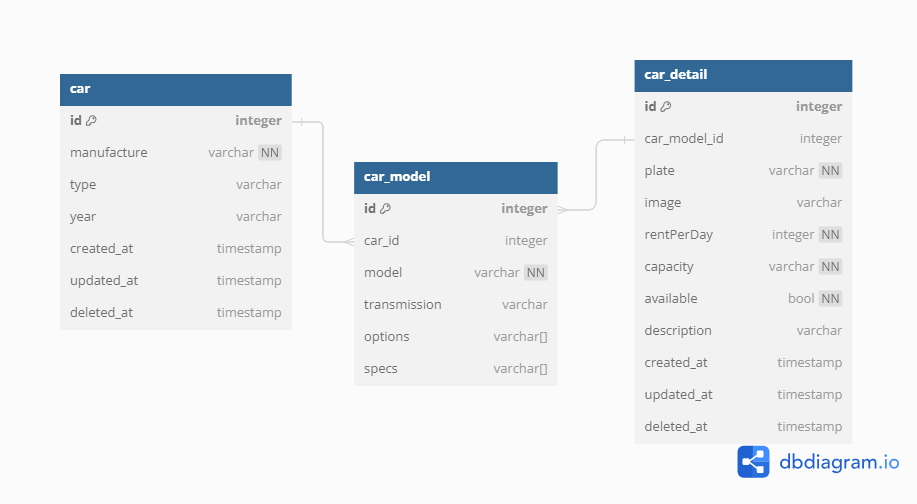 car
id integer
manufacture varchar NN
type varchar
year varchar
created_at timestamp
updated_at timestamp
deleted_at timestamp
car_model
id integer
car_id integer
model varchar NN
transmission varchar
options varchar[]
specs varchar[]
car_detail
id integer
car_model_id integer
plate varchar NN
image varchar
rentPerDay integer NN
capacity varchar NN
available bool NN
description varchar
created_at timestamp
updated_at timestamp
deleted_at timestamp
dbdiagram.io